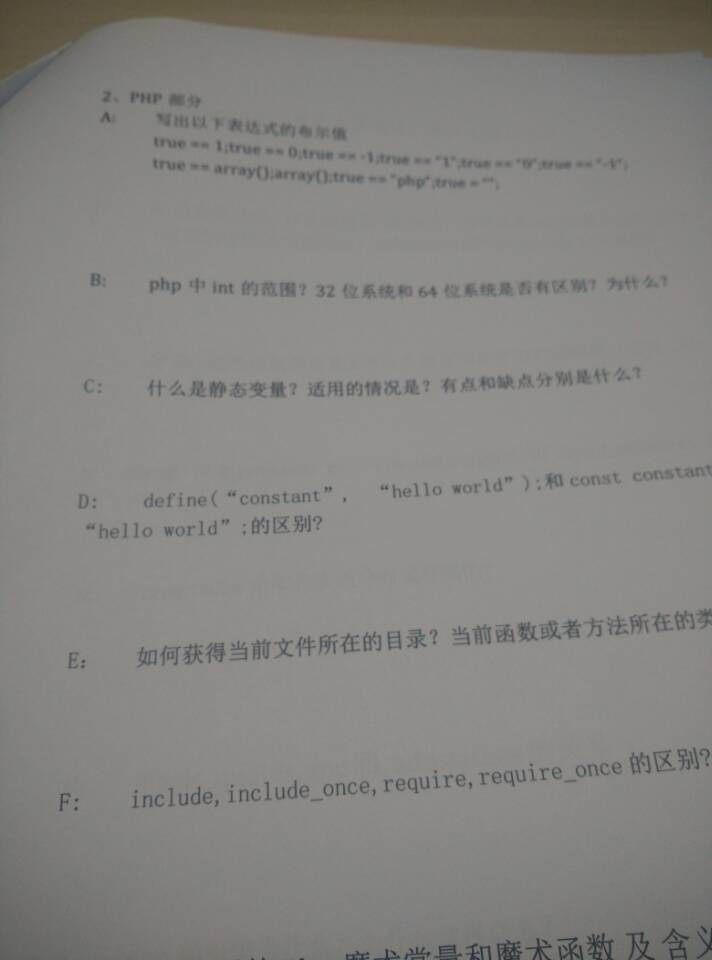 2、PHP 部分
A: 写出以下表达式的布尔值
true == 1;true == 0;true == -1;true == "1";true == "0";true == "-1";
true == array();array();true == "php";true = "";
B: php 中 int 的范围？32 位系统和 64 位系统是否有区别？为什么？
C: 什么是静态变量？适用的情况是？有点和缺点分别是什么？
D: define(“constant”, “hello world”);和 const constant
“hello world”;的区别?
E: 如何获得当前文件所在的目录？当前函数或者方法所在的类
F: include,include_once,require,require_once 的区别?
魔术常量和魔术函数及含义